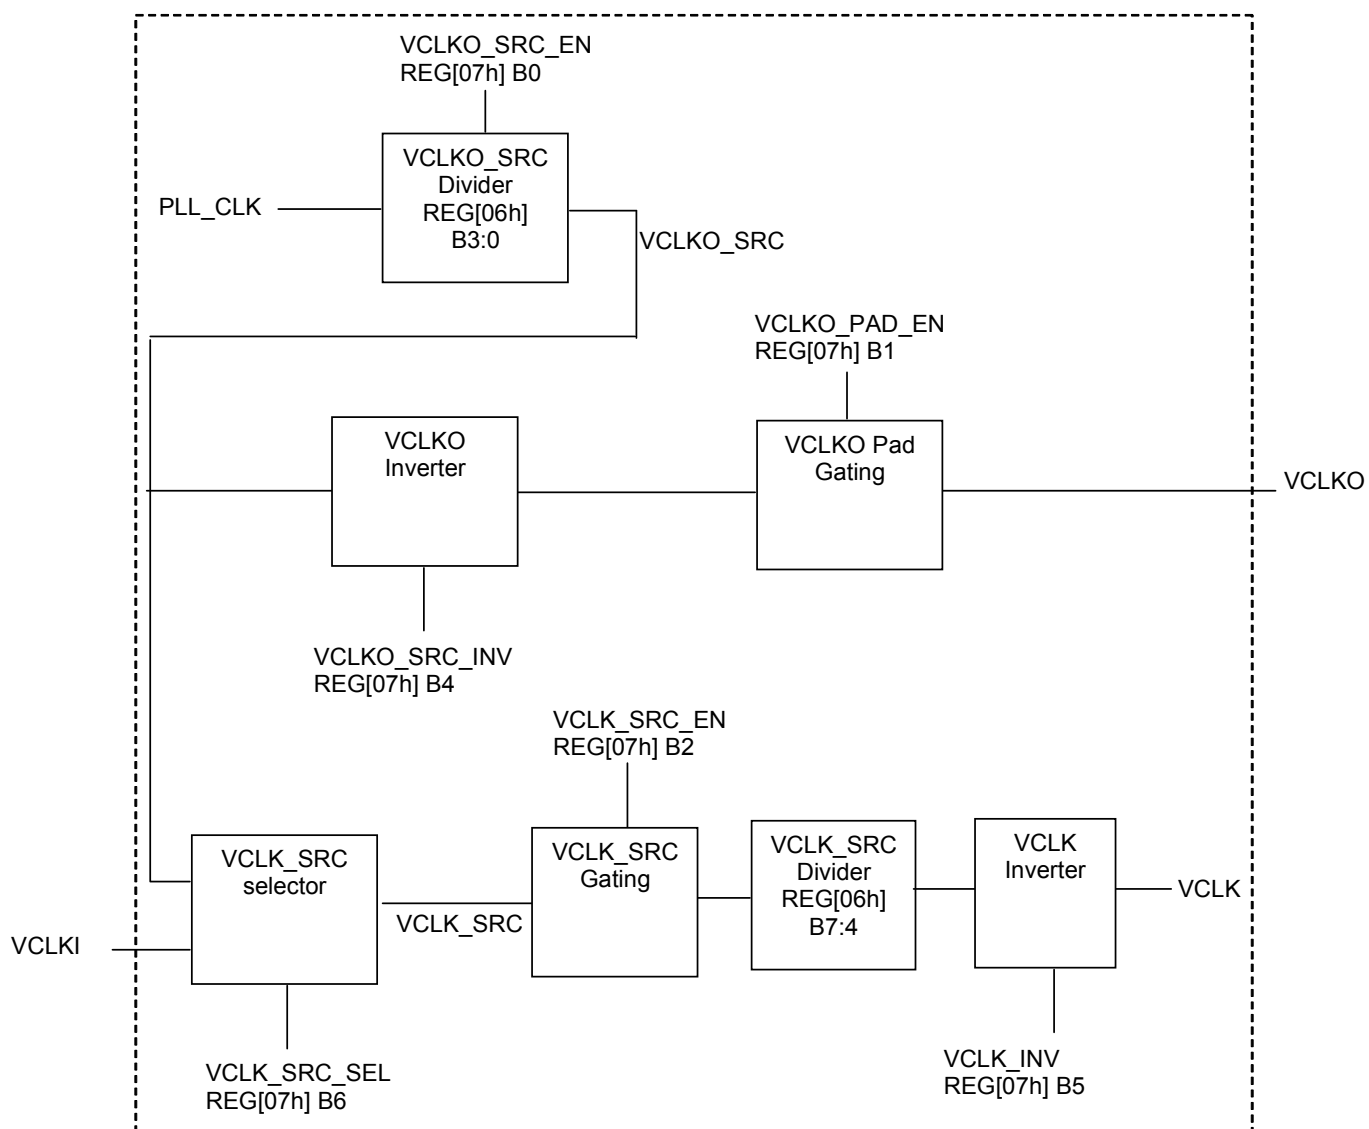 VCLKO_SRC_EN
REG[07h] B0
VCLKO_SRC
Divider
REG[06h]
B3:0
PLL_CLK
VCLKO_SRC
VCLKO_PAD_EN
REG[07h] B1
VCLKO
Inverter
VCLKO Pad
Gating
VCLKO
VCLKO_SRC_INV
REG[07h] B4
VCLK_SRC_EN
REG[07h] B2
VCLK_SRC
selector
VCLK_SRC
VCLK_SRC
Gating
VCLK_SRC
Divider
REG[06h]
B7:4
VCLK
Inverter
VCLK
VCLKI
VCLK_SRC_SEL
REG[07h] B6
VCLK_INV
REG[07h] B5